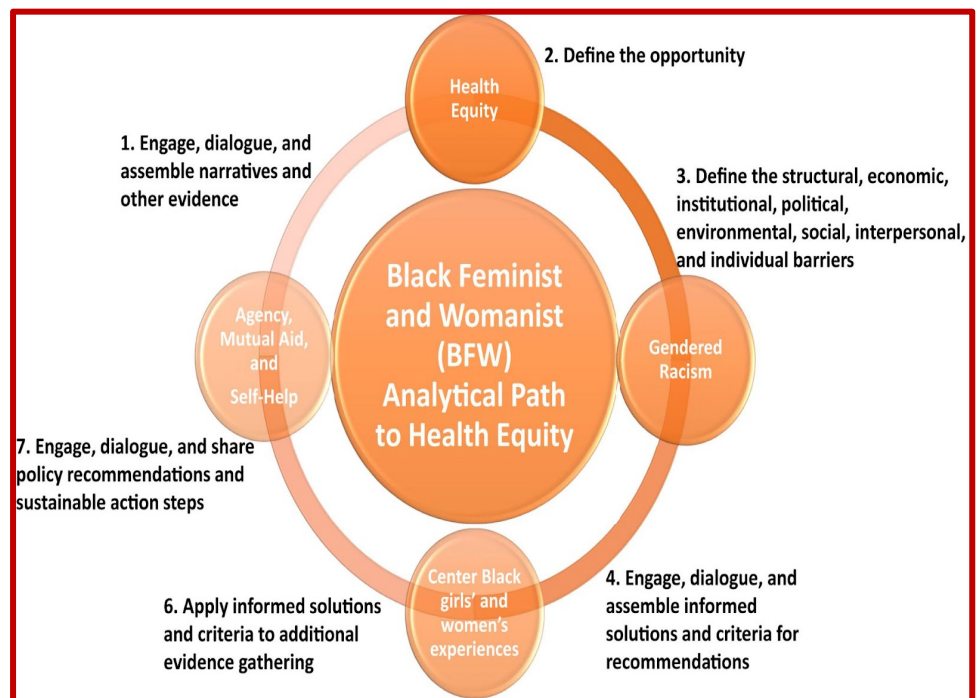 Health
Equity
2. Define the opportunity
1. Engage, dialogue, and
assemble narratives and
other evidence
3. Define the structural, economic,
institutional, political,
environmental, social, interpersonal,
and individual barriers
Black Feminist
and Womanist
(BFW)
Analytical Path
to Health Equity
Agency,
Mutual Aid,
and
Self-Help
Gendered
Racism
7. Engage, dialogue, and share
policy recommendations and
sustainable action steps
Center Black
girls' and
women's
experiences
6. Apply informed solutions
and criteria to additional
evidence gathering
4. Engage, dialogue, and
assemble informed
solutions and criteria for
recommendations